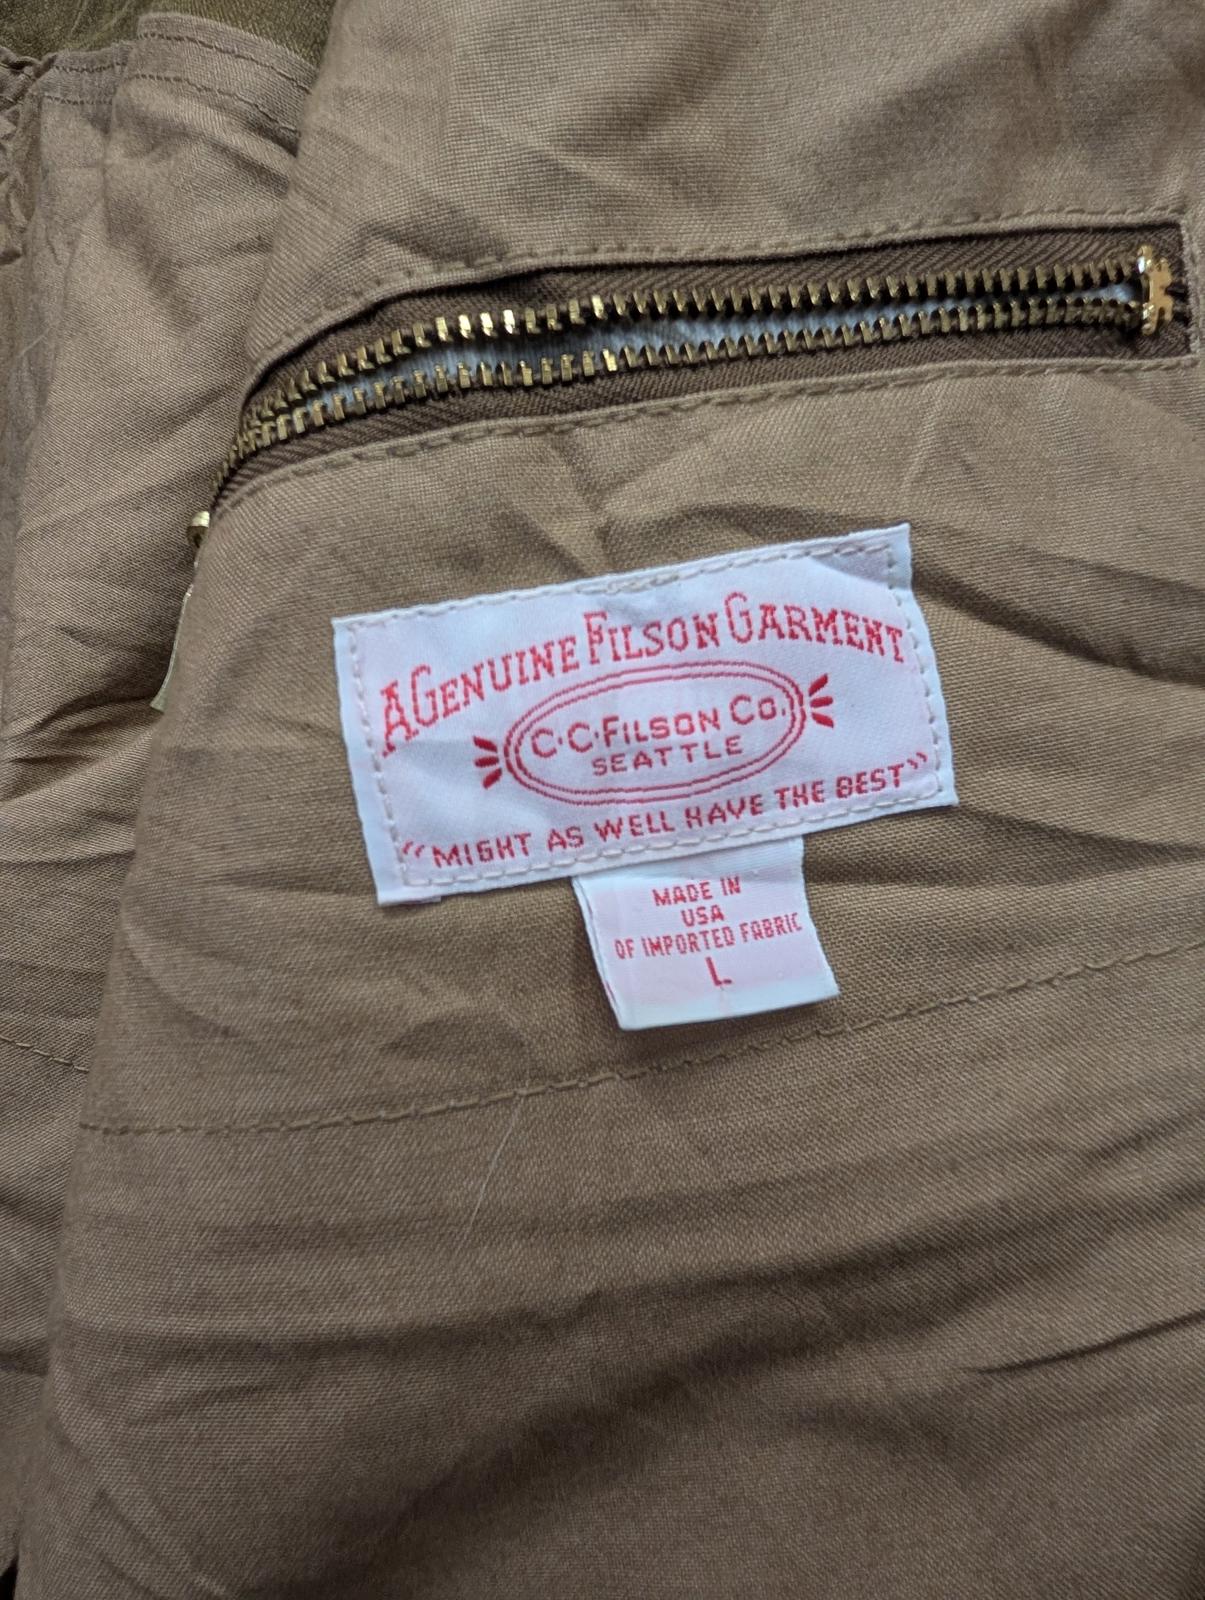 A GENUINE FILSON GARMENT
C·C·FILSON CO.
SEATTLE
"MIGHT AS WELL HAVE THE BEST"
MADE IN
USA
OF IMPORTED FABRIC
L